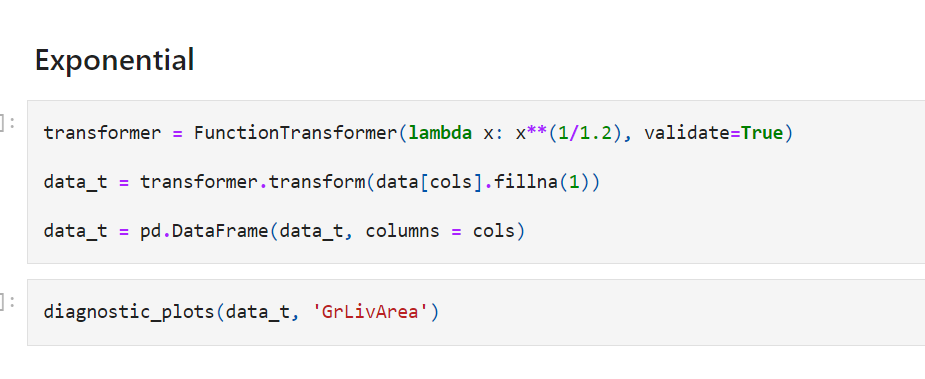 Exponential
]:
transformer = FunctionTransformer(lambda x: x**(1/1.2), validate=True)
data_t = transformer.transform(data[cols].fillna(1))
data_t = pd.DataFrame(data_t, columns = cols)
]:
diagnostic_plots(data_t, 'GrLivArea')